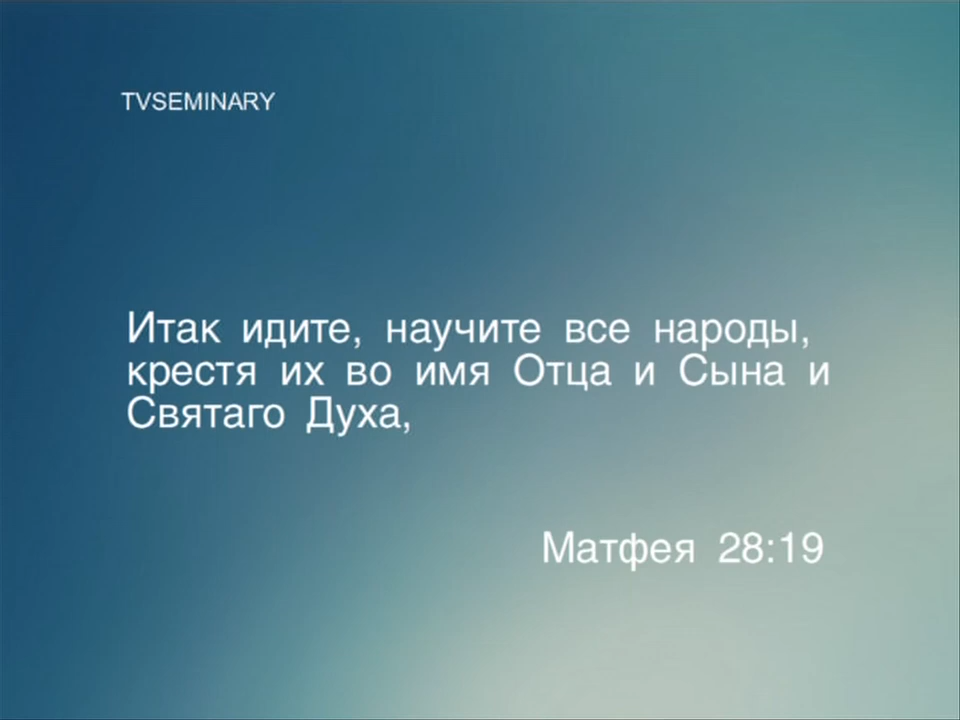 TVSEMINARY
Итак идите, научите все народы,
крестя их во имя Отца и Сына и
Святаго Духа,
Матфея 28:19